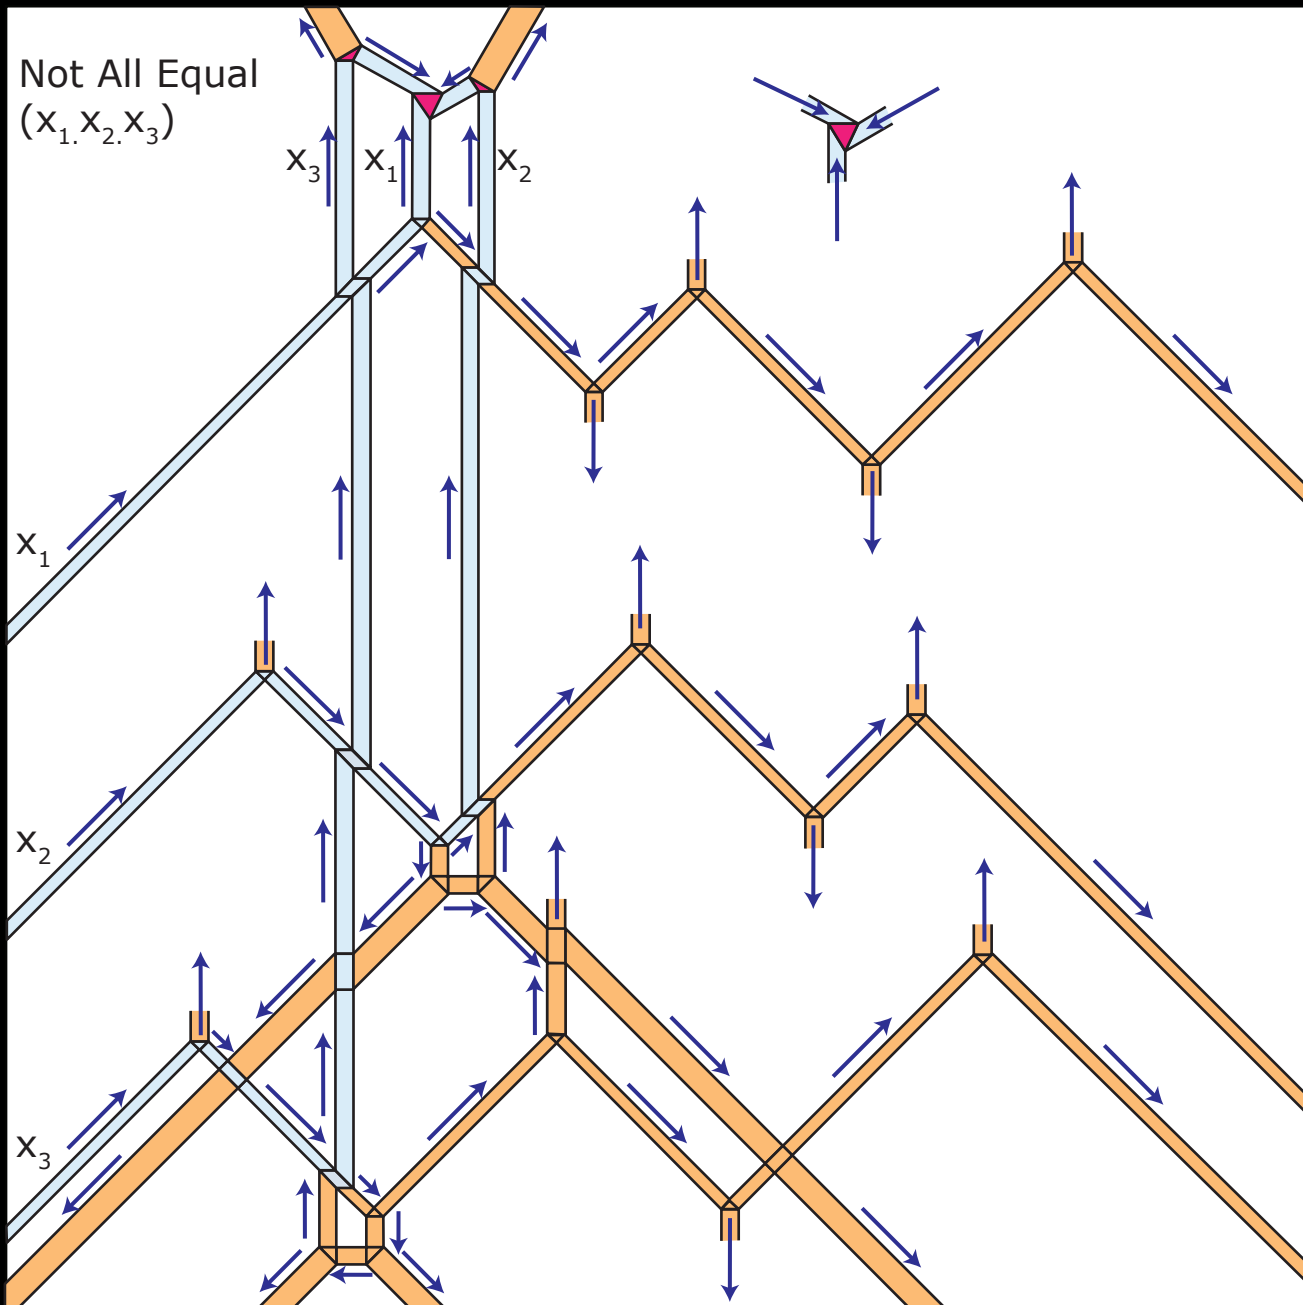 Not All Equal
(x₁.x₂.x₃)
x₃ x₁ x₂
x₁
x₂
x₃